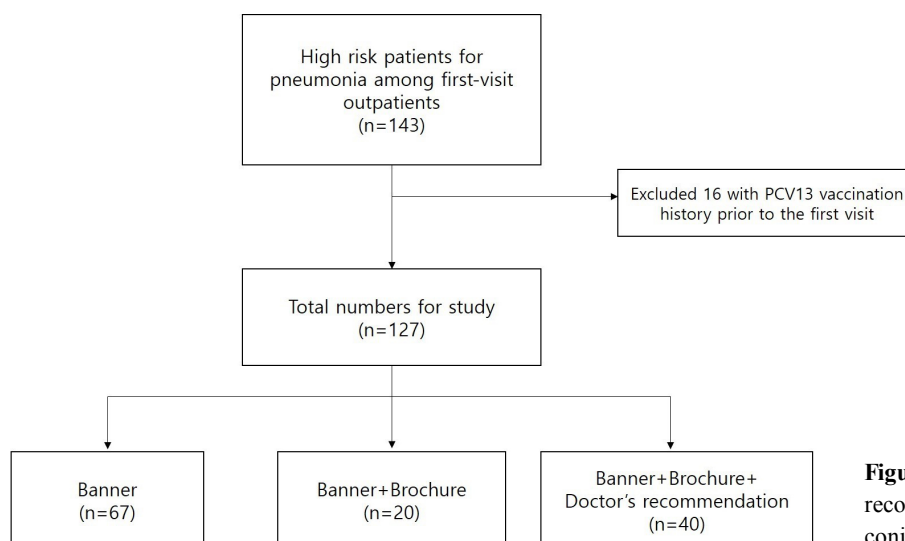 High risk patients for
pneumonia among first-visit
outpatients
(n=143)
Excluded 16 with PCV13 vaccination
history prior to the first visit
Total numbers for study
(n=127)
Banner
(n=67)
Banner+Brochure
(n=20)
Banner+Brochure+
Doctor's recommendation
(n=40)